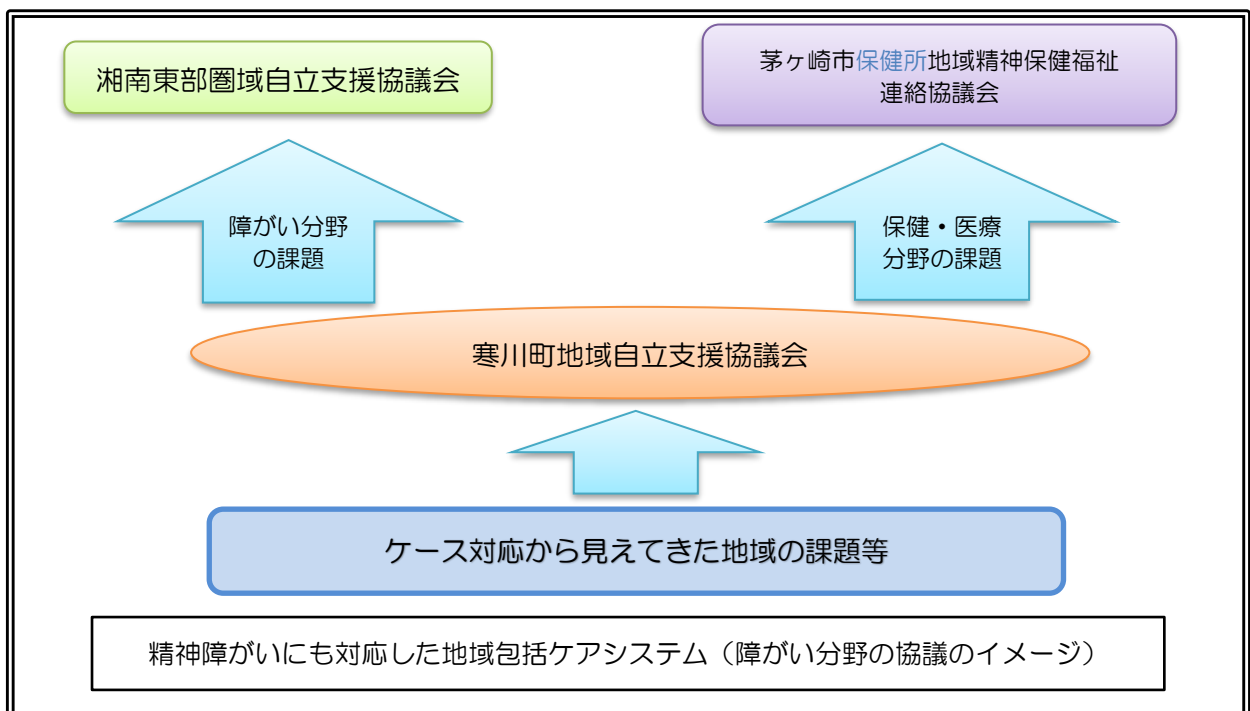 湘南東部圏域自立支援協議会
茅ヶ崎市保健所地域精神保健福祉
連絡協議会
障がい分野
の課題
保健・医療
分野の課題
寒川町地域自立支援協議会
ケース対応から見えてきた地域の課題等
精神障がいにも対応した地域包括ケアシステム（障がい分野の協議のイメージ）